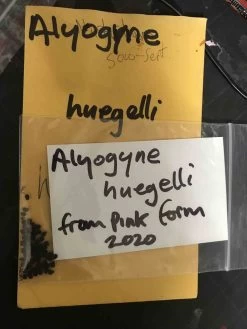 Alyogyne
Sow-Sept
huegelli
Alyogyne
huegelli
from Pink form
2020